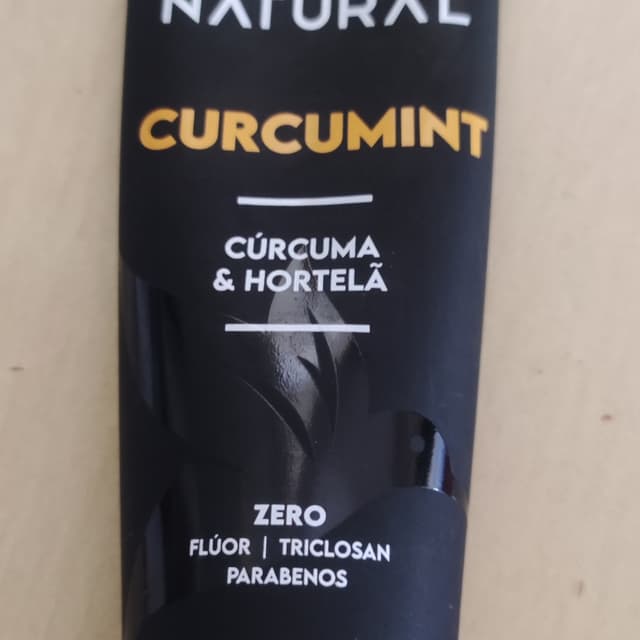 NATURAL
CURCUMINT
CÚRCUMA
& HORTELÃ
ZERO
FLÚOR | TRICLOSAN
PARABENOS